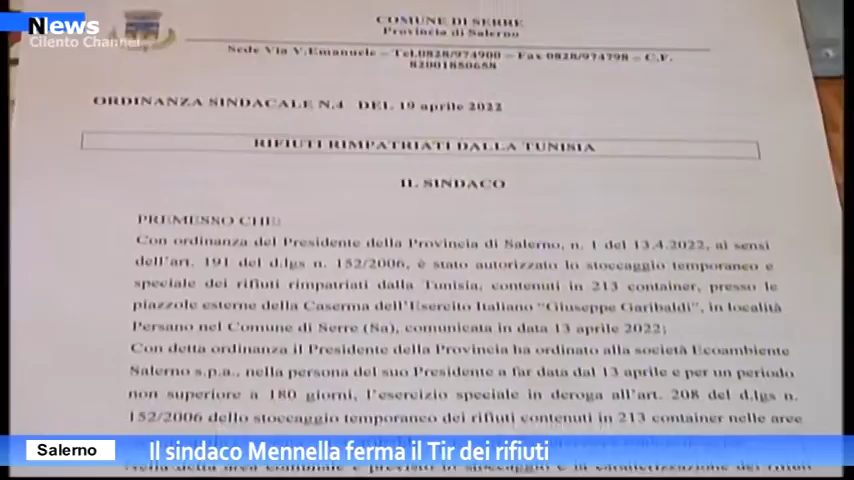 News
Cilento Channel
COMUNE DI SERRE
Provincia di Salerno
Sede Via V.Emanuele – Tel.0828/974900 – Fax 0828/974798 – C.F.
82001850658
ORDINANZA SINDACALE N.4 DEL 19 aprile 2022
RIFIUTI RIMPATRIATI DALLA TUNISIA
IL SINDACO
PREMESSO CHE:
Con ordinanza del Presidente della Provincia di Salerno, n. 1 del 13.4.2022, ai sensi
dell'art. 191 del d.lgs n. 152/2006, è stato autorizzato lo stoccaggio temporaneo e
speciale dei rifiuti rimpatriati dalla Tunisia, contenuti in 213 container, presso le
piazzole esterne della Caserma dell'Esercito Italiano "Giuseppe Garibaldi", in località
Persano nel Comune di Serre (Sa), comunicata in data 13 aprile 2022;
Con detta ordinanza il Presidente della Provincia ha ordinato alla società Ecoambiente
Salerno s.p.a., nella persona del suo Presidente a far data dal 13 aprile e per un periodo
non superiore a 180 giorni, l'esercizio speciale in deroga all'art. 208 del d.lgs n.
152/2006 dello stoccaggio temporaneo dei rifiuti contenuti in 213 container nelle aree
Salerno
Il sindaco Mennella ferma il Tir dei rifiuti